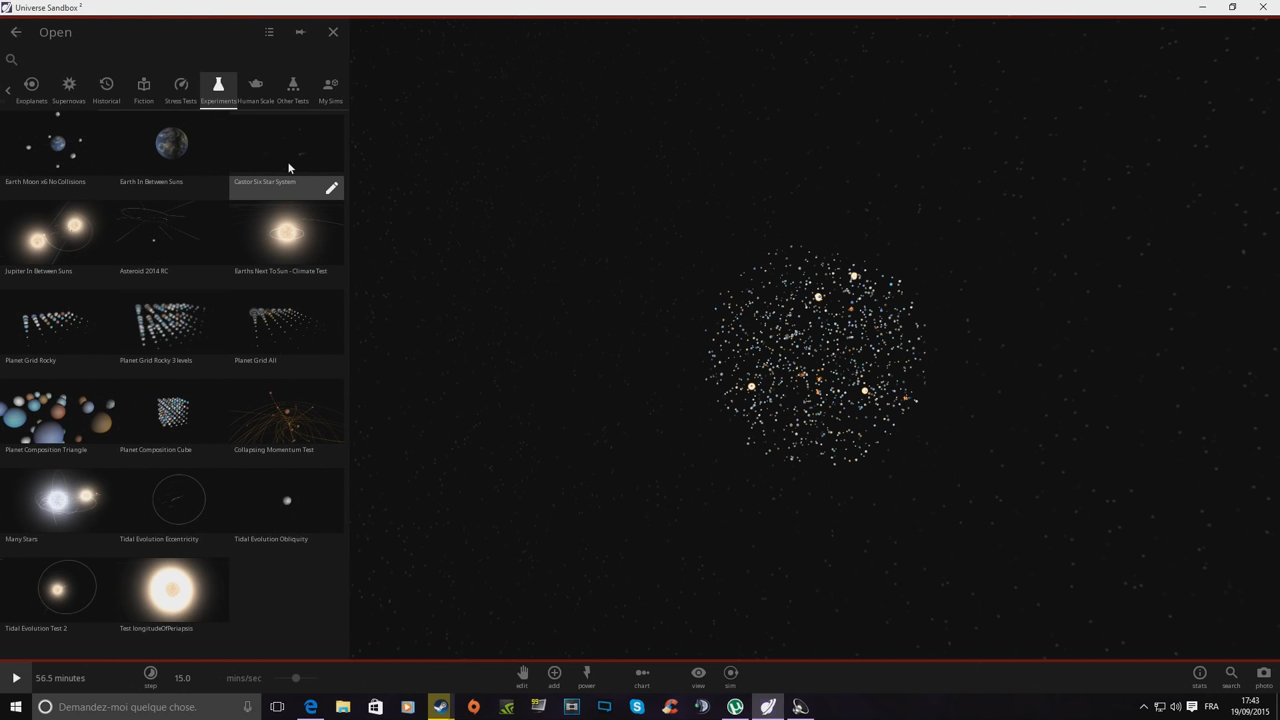 Universe Sandbox ²
Open
Exoplanets Supernovas Historical Fiction Stress Tests Experiments Human Scale Other Tests My Sims
Earth Moon x6 No Collisions Earth In Between Suns Castor Six Star System
Jupiter In Between Suns Asteroid 2014 RC Earths Next To Sun - Climate Test
Planet Grid Rocky Planet Grid Rocky 3 levels Planet Grid All
Planet Composition Triangle Planet Composition Cube Collapsing Momentum Test
Many Stars Tidal Evolution Eccentricity Tidal Evolution Obliquity
Tidal Evolution Test 2 Test longitudeOfPeriapsis
56.5 minutes step 15.0 mins/sec edit add power chart view sim stats search photo
Demandez-moi quelque chose. FRA 17:43
19/09/2015